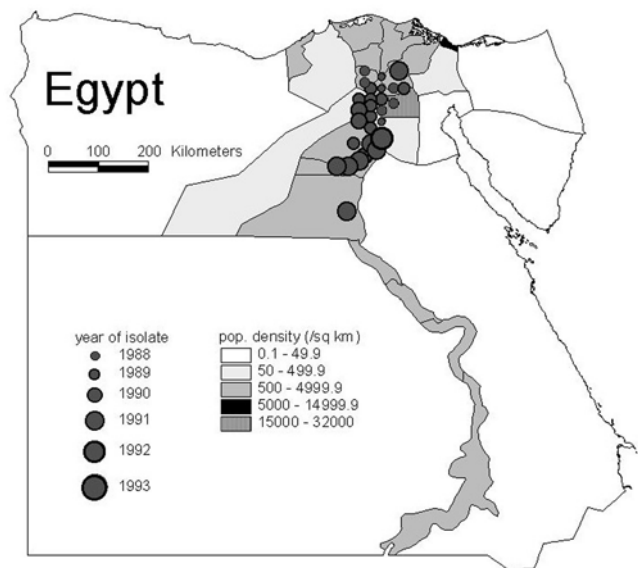 Egypt
0 100 200 Kilometers
year of isolate
1988
1989
1990
1991
1992
1993
pop. density (/sq km)
0.1 - 49.9
50 - 499.9
500 - 4999.9
5000 - 14999.9
15000 - 32000